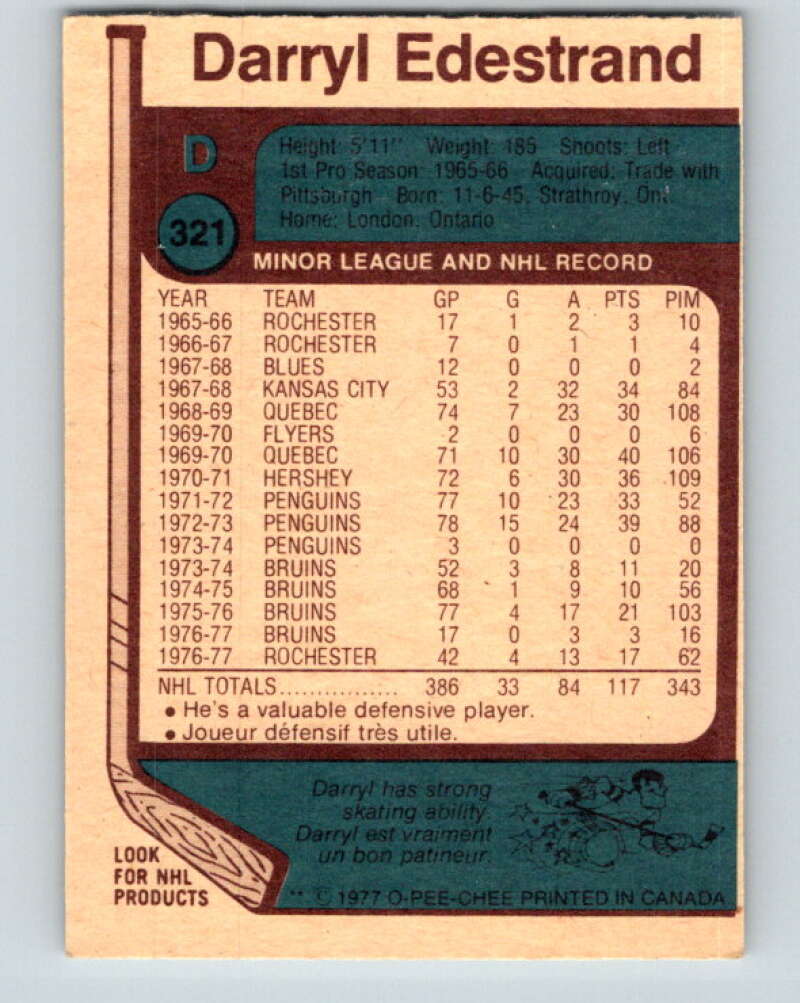 Darryl Edestrand
D
321
Height: 5'11" Weight: 185 Shoots: Left
1st Pro Season: 1965-66 Acquired: Trade with
Pittsburgh Born: 11-6-45, Strathroy, Ont.
Home: London, Ontario
MINOR LEAGUE AND NHL RECORD
YEAR TEAM GP G A PTS PIM
1965-66 ROCHESTER 17 1 2 3 10
1966-67 ROCHESTER 7 0 1 1 4
1967-68 BLUES 12 0 0 0 2
1967-68 KANSAS CITY 53 2 32 34 84
1968-69 QUEBEC 74 7 23 30 108
1969-70 FLYERS 2 0 0 0 6
1969-70 QUEBEC 71 10 30 40 106
1970-71 HERSHEY 72 6 30 36 109
1971-72 PENGUINS 77 10 23 33 52
1972-73 PENGUINS 78 15 24 39 88
1973-74 PENGUINS 3 0 0 0 0
1973-74 BRUINS 52 3 8 11 20
1974-75 BRUINS 68 1 9 10 56
1975-76 BRUINS 77 4 17 21 103
1976-77 BRUINS 17 0 3 3 16
1976-77 ROCHESTER 42 4 13 17 62
NHL TOTALS................ 386 33 84 117 343
• He's a valuable defensive player.
• Joueur défensif très utile.
Darryl has strong
skating ability.
Darryl est vraiment
un bon patineur.
LOOK
FOR NHL
PRODUCTS
** © 1977 O-PEE-CHEE PRINTED IN CANADA